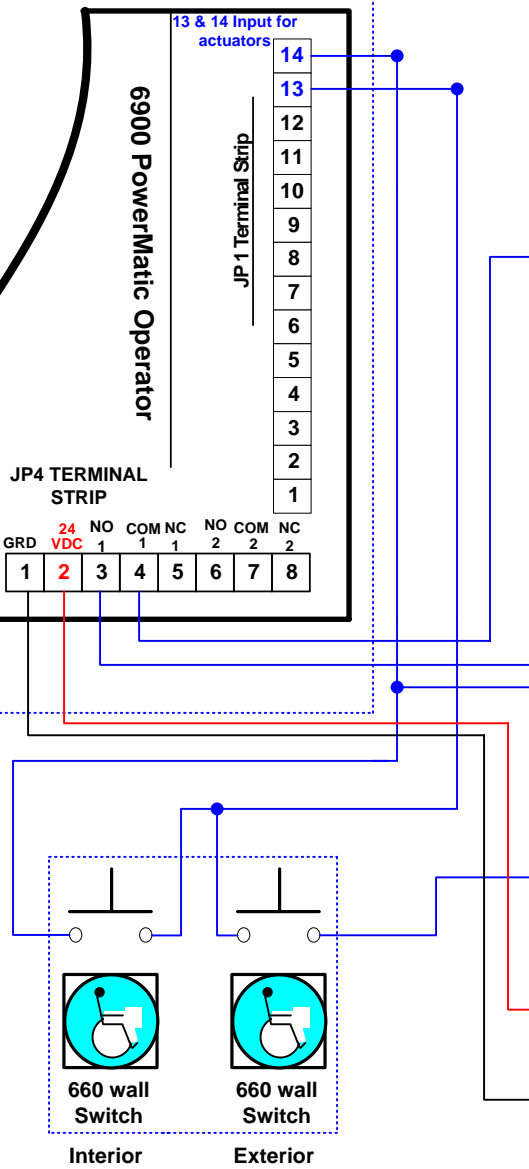 13 & 14 Input for
actuators
14
13
12
11
10
9
8
7
6
5
4
3
2
1
JP1 Terminal Strip
6900 PowerMatic Operator
JP4 TERMINAL
STRIP
GRD
24
VDC
NO
1
COM
1
NC
1
NO
2
COM
2
NC
2
1 2 3 4 5 6 7 8
660 wall
Switch
Interior
660 wall
Switch
Exterior